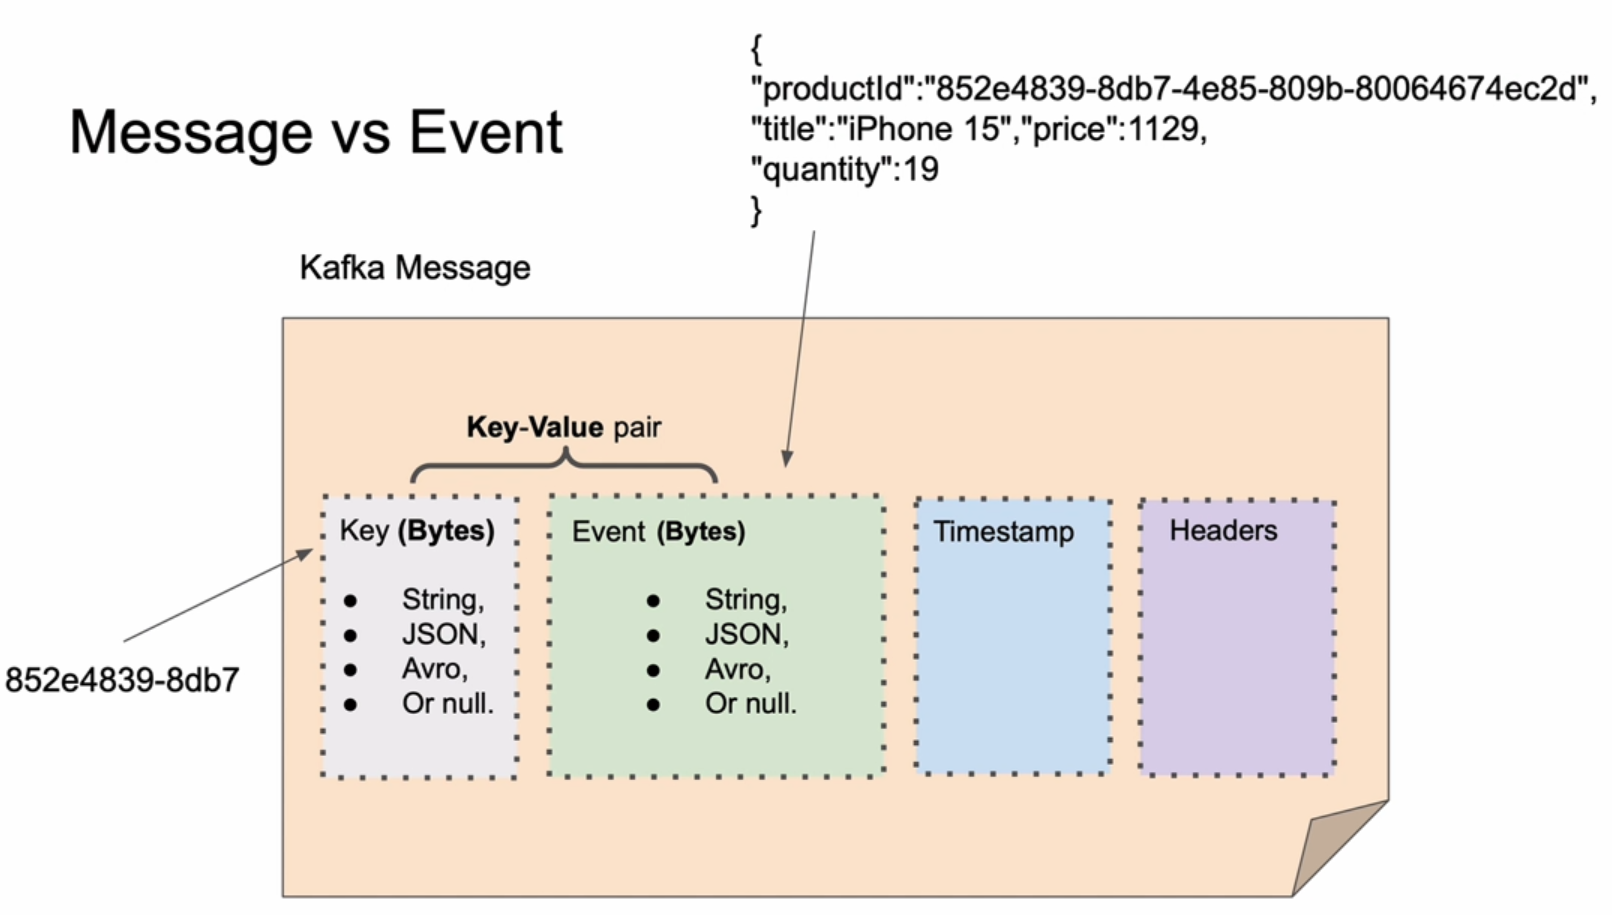 Message vs Event
{
"productId":"852e4839-8db7-4e85-809b-80064674ec2d",
"title":"iPhone 15","price":1129,
"quantity":19
}
Kafka Message
Key-Value pair
Key (Bytes)
● String,
● JSON,
● Avro,
● Or null.
Event (Bytes)
● String,
● JSON,
● Avro,
● Or null.
Timestamp
Headers
852e4839-8db7